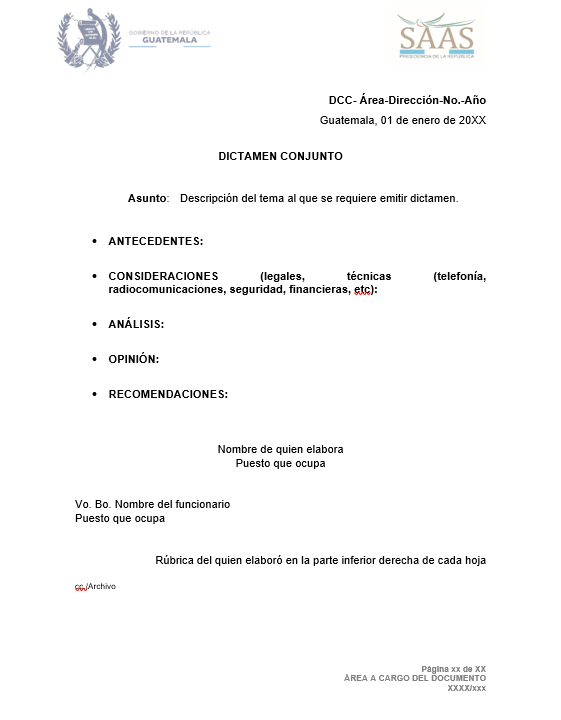 GOBIERNO DE LA REPÚBLICA
GUATEMALA
SAAS
PRESIDENCIA DE LA REPÚBLICA
DCC- Área-Dirección-No.-Año
Guatemala, 01 de enero de 20XX
DICTAMEN CONJUNTO
Asunto: Descripción del tema al que se requiere emitir dictamen.
• ANTECEDENTES:
• CONSIDERACIONES (legales, técnicas (telefonía,
radiocomunicaciones, seguridad, financieras, etc):
• ANÁLISIS:
• OPINIÓN:
• RECOMENDACIONES:
Nombre de quien elabora
Puesto que ocupa
Vo. Bo. Nombre del funcionario
Puesto que ocupa
Rúbrica del quien elaboró en la parte inferior derecha de cada hoja
cc./Archivo
Página xx de XX
ÁREA A CARGO DEL DOCUMENTO
XXXX/xxx